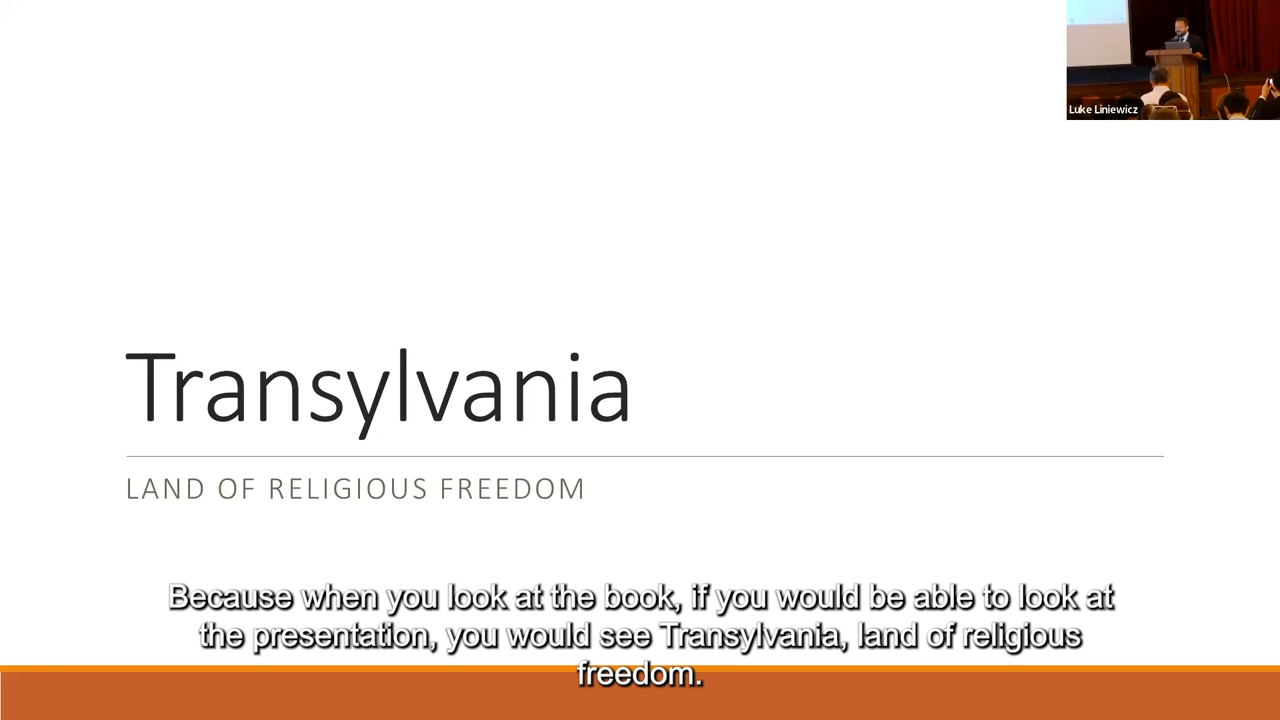 Luke Liniewicz
Transylvania
LAND OF RELIGIOUS FREEDOM
Because when you look at the book, if you would be able to look at
the presentation, you would see Transylvania, land of religious
freedom.